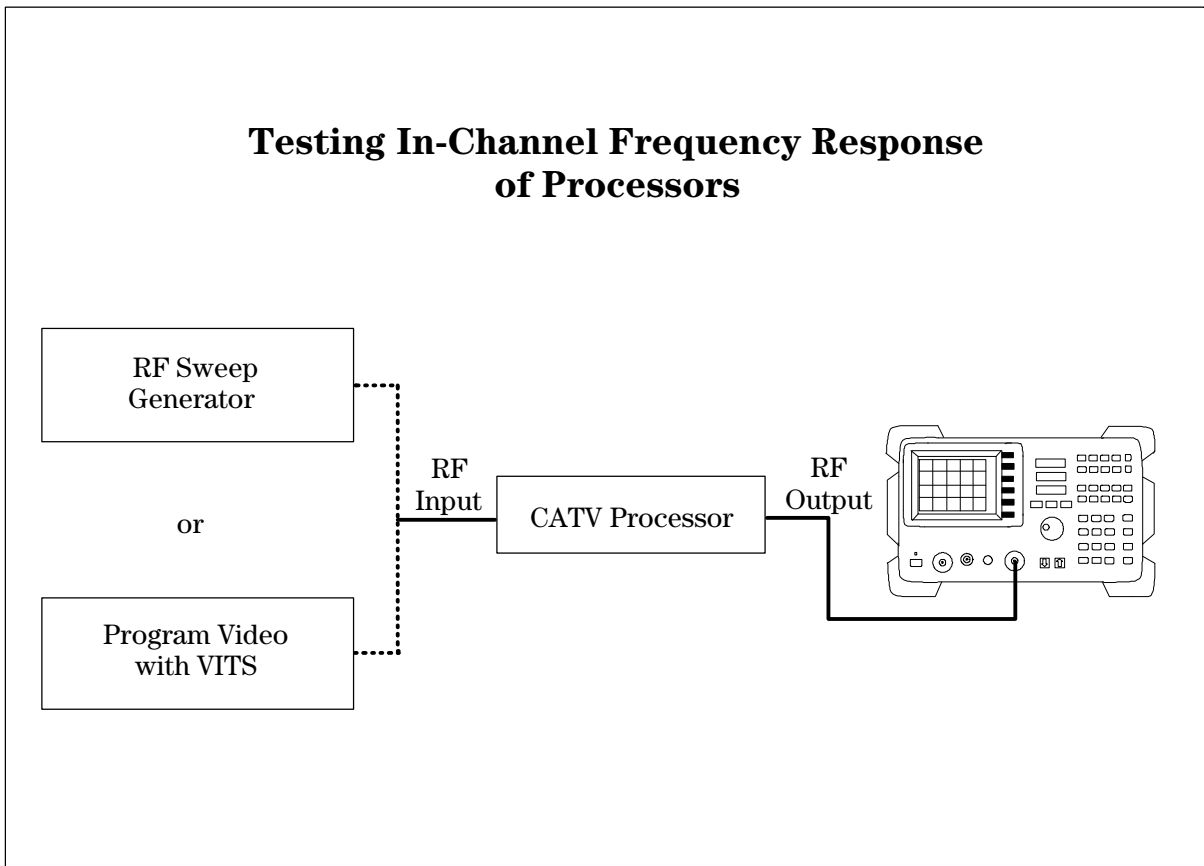 Testing In-Channel Frequency Response
of Processors
RF Sweep
Generator
or
Program Video
with VITS
RF
Input
CATV Processor
RF
Output